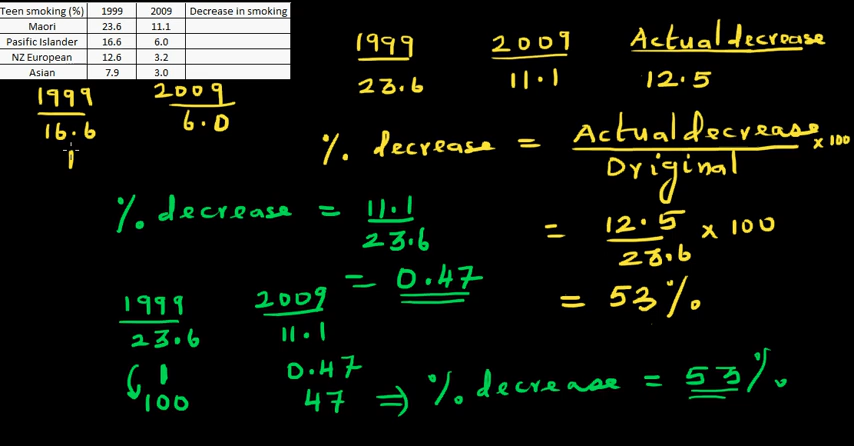 Teen smoking (%) 1999 2009 Decrease in smoking
Maori 23.6 11.1
Pasific Islander 16.6 6.0
NZ European 12.6 3.2
Asian 7.9 3.0
1999 2009 Actual decrease
23.6 11.1 12.5
1999 2009
16.6 6.0
1
% decrease = Actual decrease / Original × 100
= 12.5 / 23.6 × 100
= 53%
% decrease = 11.1 / 23.6
= 0.47
1999 2009
23.6 11.1
1 0.47
100 47 ⇒ % decrease = 53%.